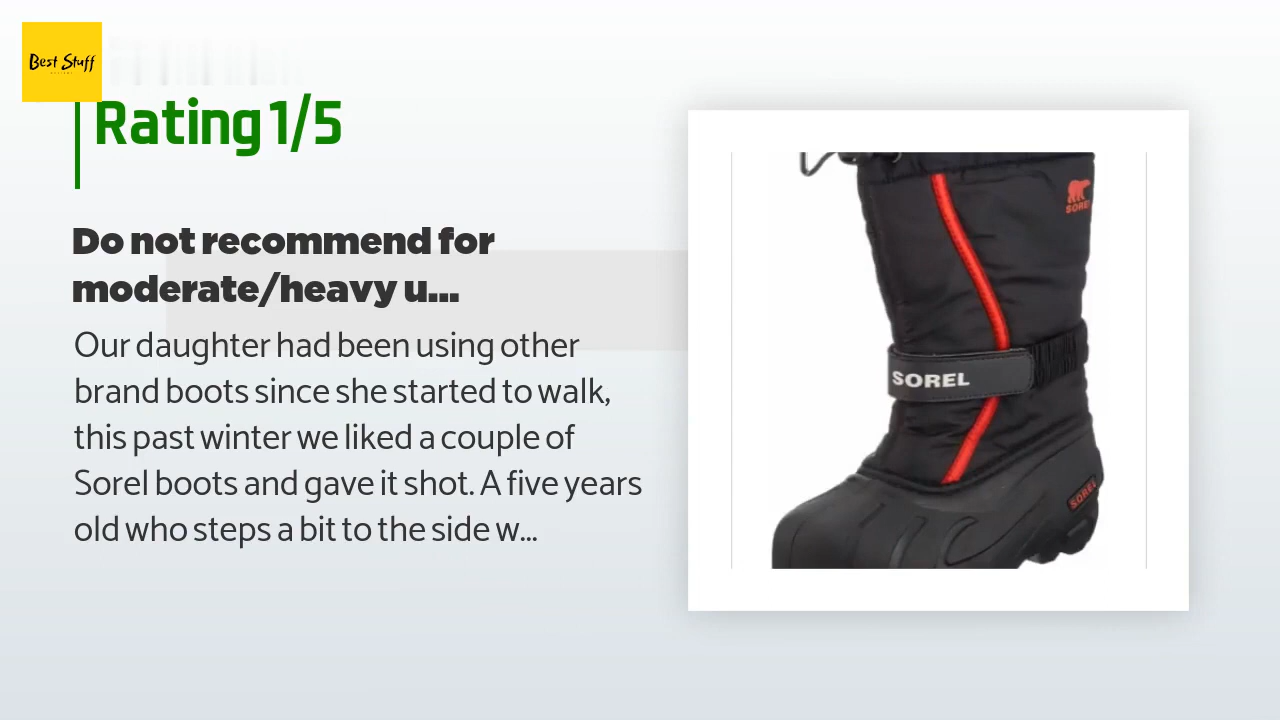 Best Stuff
Rating 1/5
Do not recommend for
moderate/heavy u...
Our daughter had been using other
brand boots since she started to walk,
this past winter we liked a couple of
Sorel boots and gave it shot. A five years
old who steps a bit to the side w...
SOREL
SOREL
SOREL